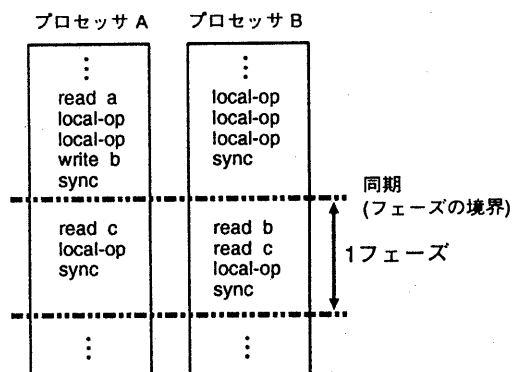 プロセッサ A
プロセッサ B
⋮
read a
local-op
local-op
write b
sync
⋮
local-op
local-op
local-op
sync
同期
(フェーズの境界)
read c
local-op
sync
read b
read c
local-op
sync
1フェーズ
⋮
⋮